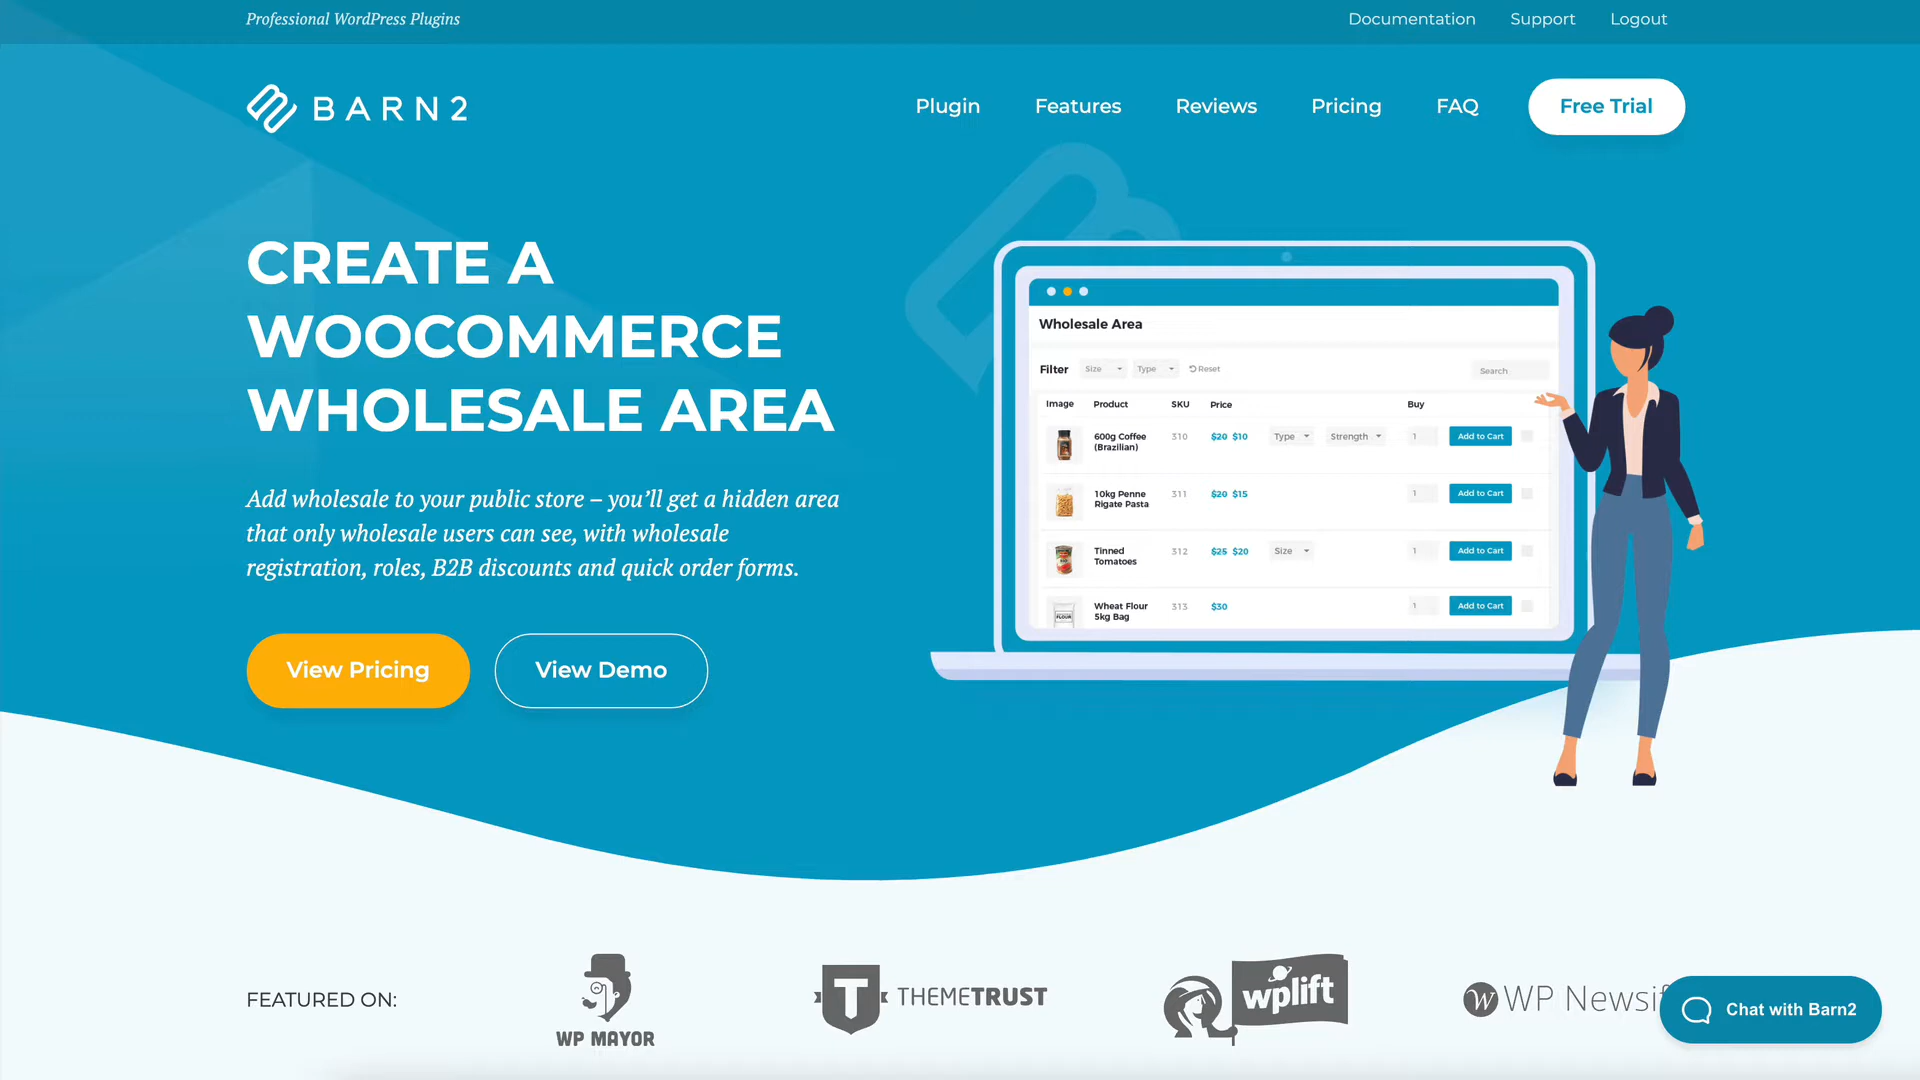 Professional WordPress Plugins
Documentation Support Logout
BARN2
Plugin Features Reviews Pricing FAQ Free Trial
CREATE A
WOOCOMMERCE
WHOLESALE AREA
Add wholesale to your public store – you’ll get a hidden area
that only wholesale users can see, with wholesale
registration, roles, B2B discounts and quick order forms.
View Pricing View Demo
Wholesale Area
Filter Size Type Reset Search
Image Product SKU Price Buy
600g Coffee
(Brazilian)
310 $20 $10 Type Strength 1 Add to Cart
10kg Penne
Rigate Pasta
311 $20 $15 1 Add to Cart
Tinned
Tomatoes
312 $25 $20 Size 1 Add to Cart
Wheat Flour
5kg Bag
313 $30 1 Add to Cart
FLOUR
FEATURED ON:
WP MAYOR
T THEMETRUST
wplift
W WP Newsif
Chat with Barn2